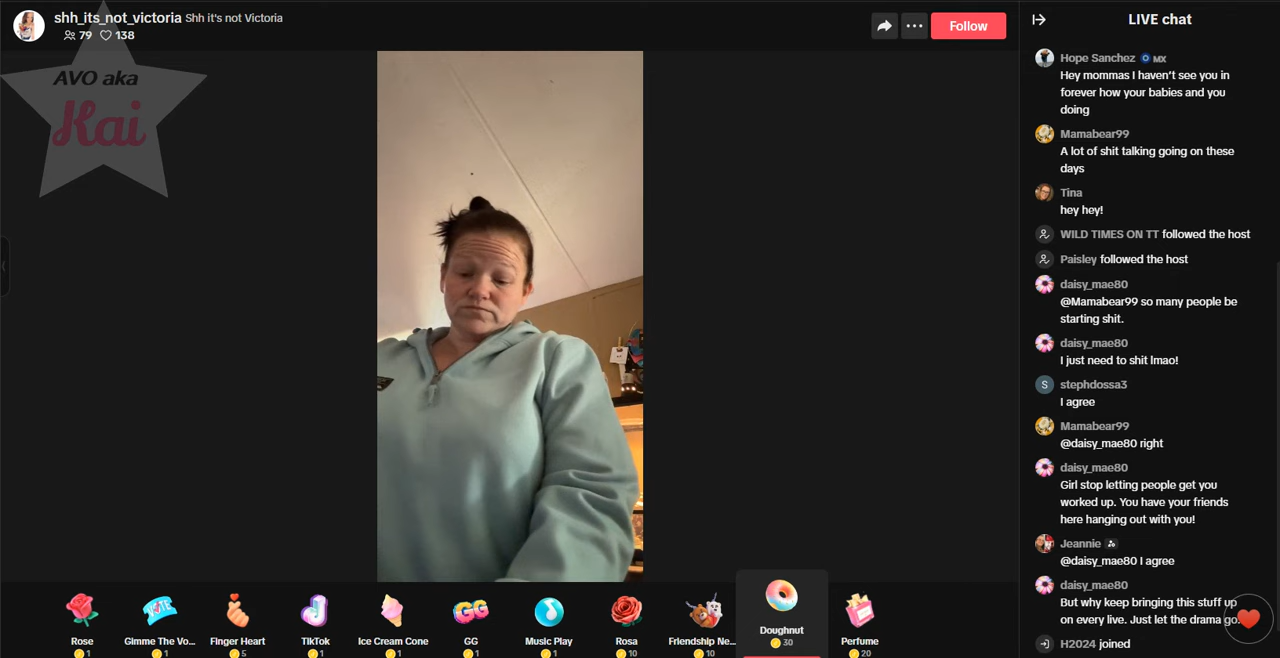 shh_its_not_victoria Shh it's not Victoria
79 138
Follow
AVO aka
Kai
LIVE chat
Hope Sanchez MX
Hey mommas I haven't see you in
forever how your babies and you
doing
Mamabear99
A lot of shit talking going on these
days
Tina
hey hey!
WILD TIMES ON TT followed the host
Paisley followed the host
daisy_mae80
@Mamabear99 so many people be
starting shit.
daisy_mae80
I just need to shit lmao!
S stephdossa3
I agree
Mamabear99
@daisy_mae80 right
daisy_mae80
Girl stop letting people get you
worked up. You have your friends
here hanging out with you!
Jeannie
@daisy_mae80 I agree
daisy_mae80
But why keep bringing this stuff up
on every live. Just let the drama go.
H2024 joined
Rose
1
Gimme The Vo...
1
Finger Heart
5
TikTok
1
Ice Cream Cone
1
GG
GG
1
Music Play
1
Rosa
10
Friendship Ne...
10
Doughnut
30
Perfume
20